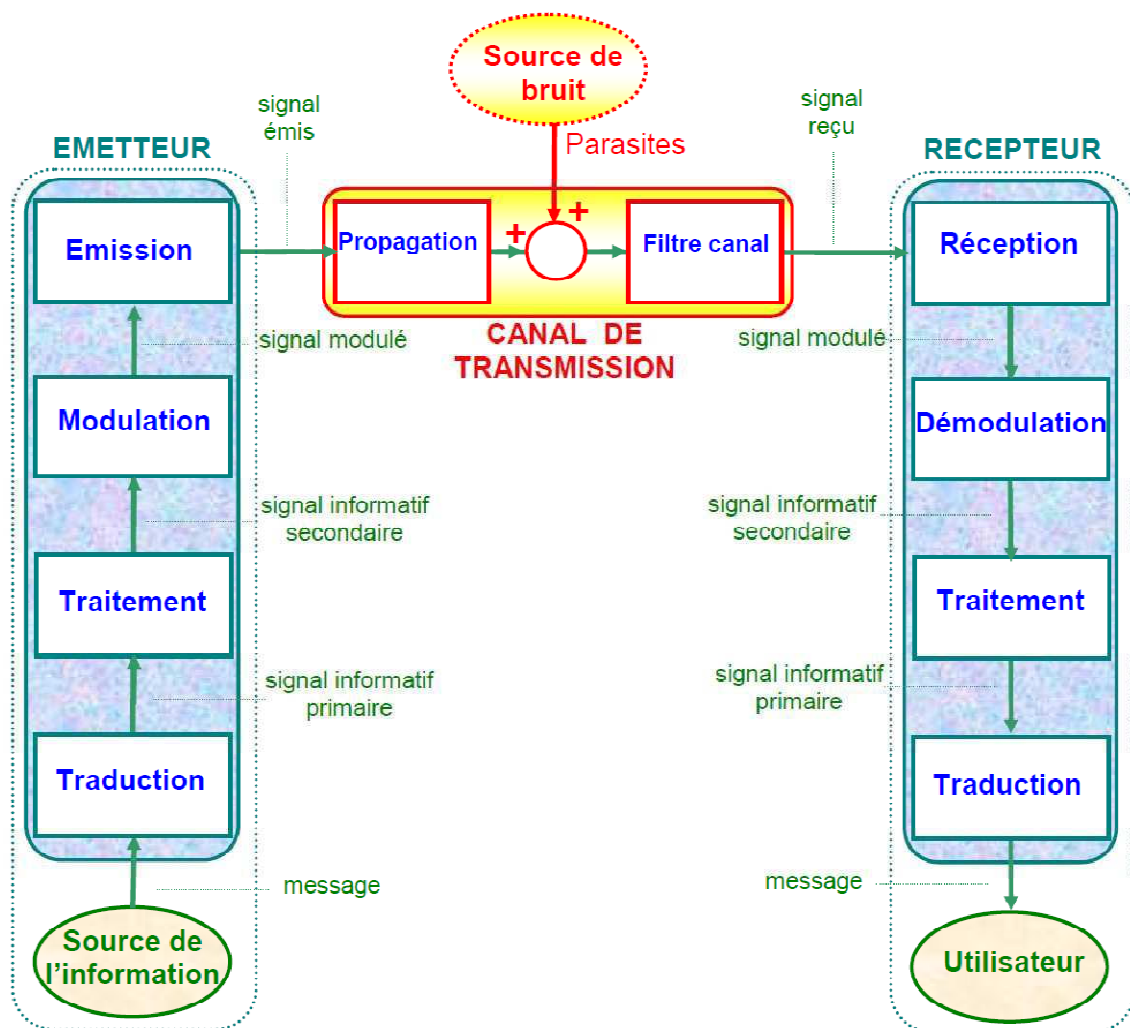 Source de
bruit
signal
émis
signal
reçu
EMETTEUR
Parasites
RECEPTEUR
Emission
Propagation
+
+
Filtre canal
Réception
CANAL DE
TRANSMISSION
signal modulé
signal modulé
Modulation
Démodulation
signal informatif
secondaire
signal informatif
secondaire
Traitement
Traitement
signal informatif
primaire
signal informatif
primaire
Traduction
Traduction
message
message
Source de
l'information
Utilisateur